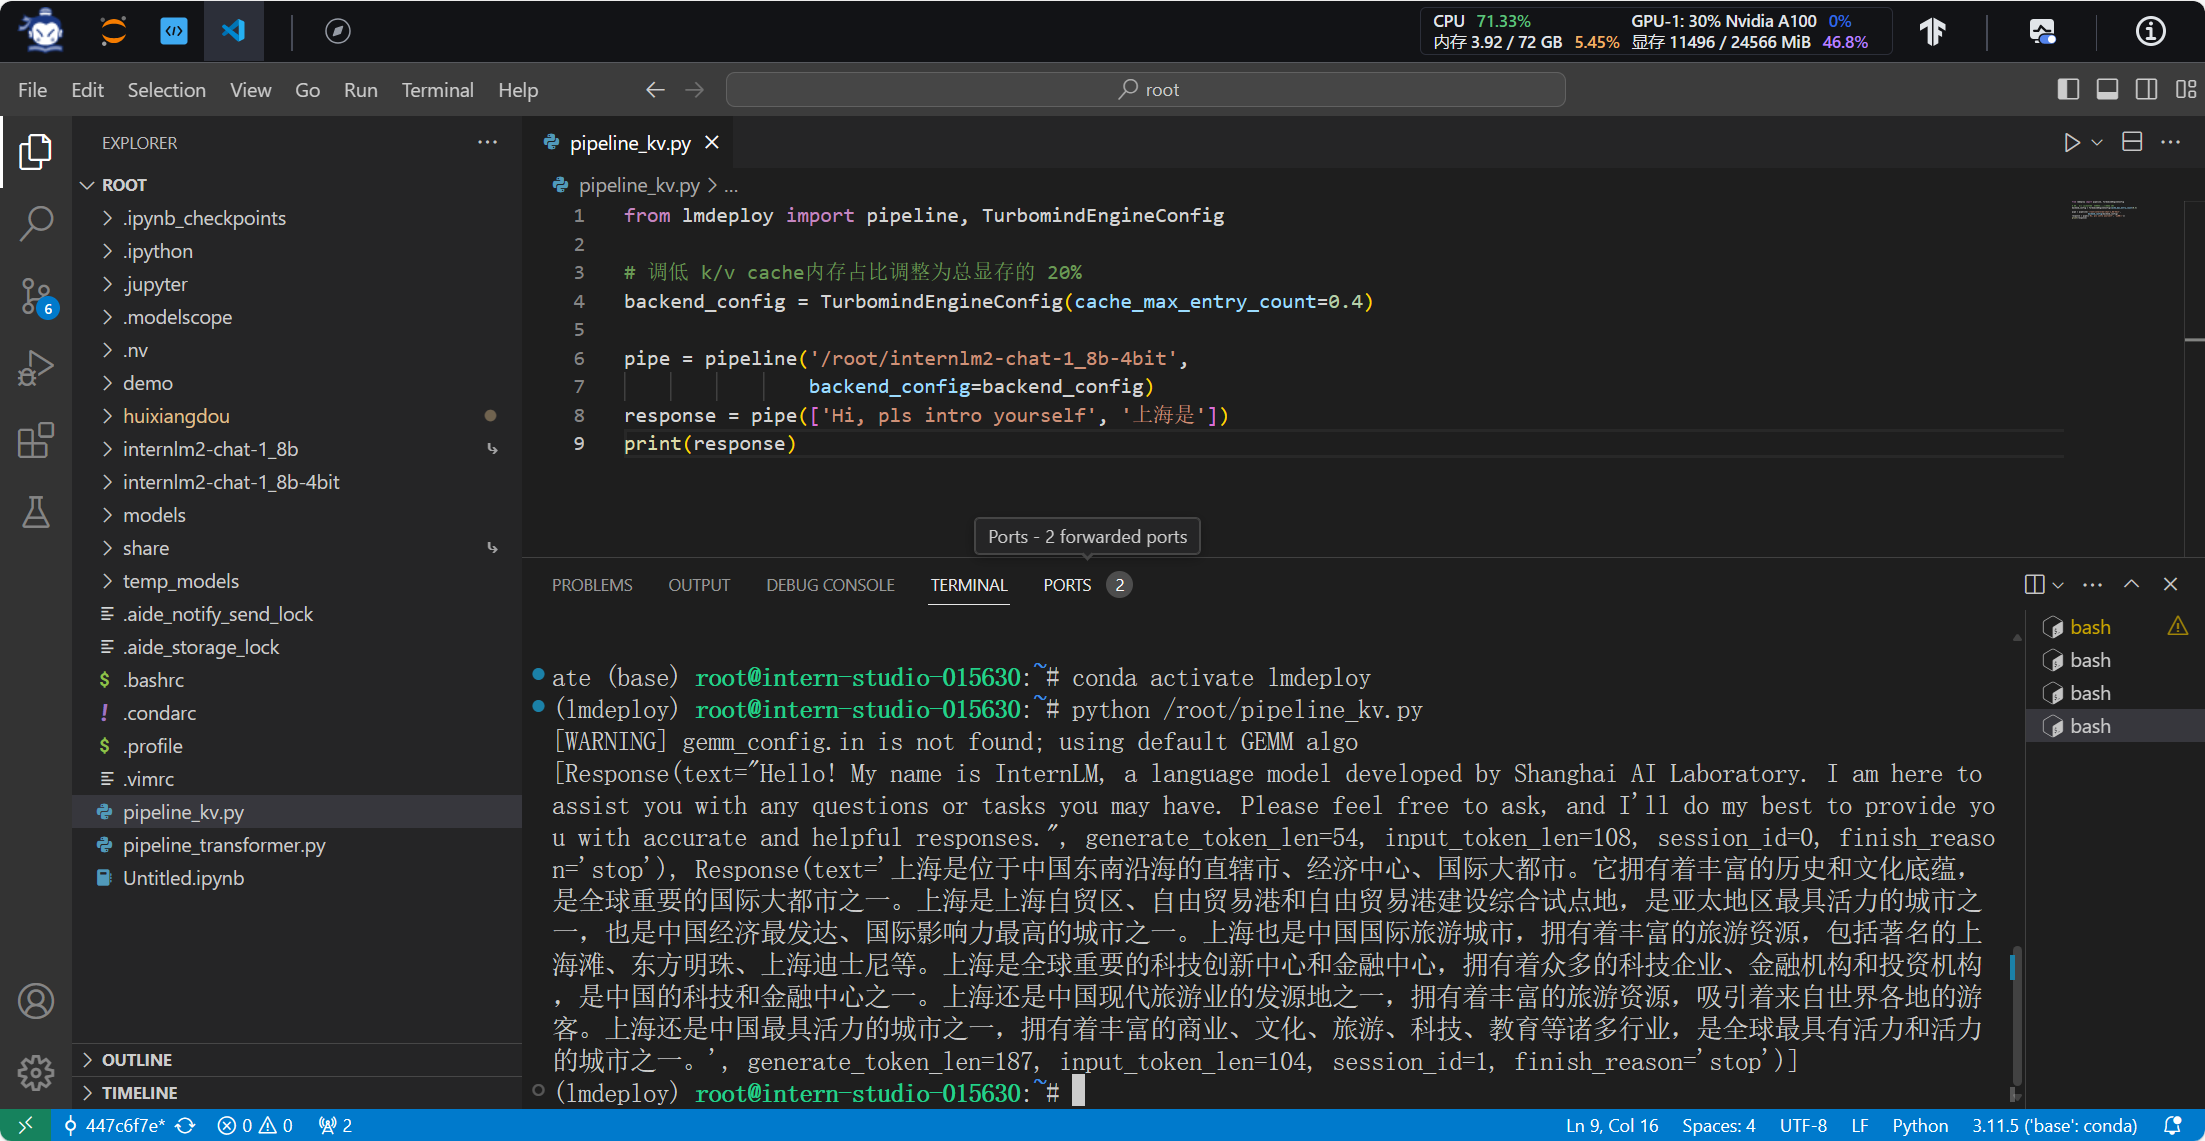 CPU 71.33% GPU-1: 30% Nvidia A100 0%
内存 3.92 / 72 GB 5.45% 显存 11496 / 24566 MiB 46.8%
File Edit Selection View Go Run Terminal Help root
EXPLORER
ROOT
.ipynb_checkpoints
.ipython
.jupyter
.modelscope
.nv
demo
huixiangdou
internlm2-chat-1_8b
internlm2-chat-1_8b-4bit
models
share
temp_models
.aide_notify_send_lock
.aide_storage_lock
.bashrc
.condarc
.profile
.vimrc
pipeline_kv.py
pipeline_transformer.py
Untitled.ipynb
OUTLINE
TIMELINE
6
pipeline_kv.py
pipeline_kv.py > ...
1 from lmdeploy import pipeline, TurbomindEngineConfig
2
3 # 调低 k/v cache内存占比调整为总显存的 20%
4 backend_config = TurbomindEngineConfig(cache_max_entry_count=0.4)
5
6 pipe = pipeline('/root/internlm2-chat-1_8b-4bit',
7 backend_config=backend_config)
8 response = pipe(['Hi, pls intro yourself', '上海是'])
9 print(response)
Ports - 2 forwarded ports
PROBLEMS OUTPUT DEBUG CONSOLE TERMINAL PORTS 2
ate (base) root@intern-studio-015630:~# conda activate lmdeploy
(lmdeploy) root@intern-studio-015630:~# python /root/pipeline_kv.py
[WARNING] gemm_config.in is not found; using default GEMM algo
[Response(text="Hello! My name is InternLM, a language model developed by Shanghai AI Laboratory. I am here to
assist you with any questions or tasks you may have. Please feel free to ask, and I'll do my best to provide yo
u with accurate and helpful responses.", generate_token_len=54, input_token_len=108, session_id=0, finish_reaso
n='stop'), Response(text='上海是位于中国东南沿海的直辖市、经济中心、国际大都市。它拥有着丰富的历史和文化底蕴，
是全球重要的国际大都市之一。上海是上海自贸区、自由贸易港和自由贸易港建设综合试点地，是亚太地区最具活力的城市之
一，也是中国经济最发达、国际影响力最高的城市之一。上海也是中国国际旅游城市，拥有着丰富的旅游资源，包括著名的上
海滩、东方明珠、上海迪士尼等。上海是全球重要的科技创新中心和金融中心，拥有着众多的科技企业、金融机构和投资机构
，是中国的科技和金融中心之一。上海还是中国现代旅游业的发源地之一，拥有着丰富的旅游资源，吸引着来自世界各地的游
客。上海还是中国最具活力的城市之一，拥有着丰富的商业、文化、旅游、科技、教育等诸多行业，是全球最具有活力和活力
的城市之一。', generate_token_len=187, input_token_len=104, session_id=1, finish_reason='stop')]
(lmdeploy) root@intern-studio-015630:~#
bash
bash
bash
bash
447c6f7e* 0 0 2 Ln 9, Col 16 Spaces: 4 UTF-8 LF Python 3.11.5 ('base': conda)